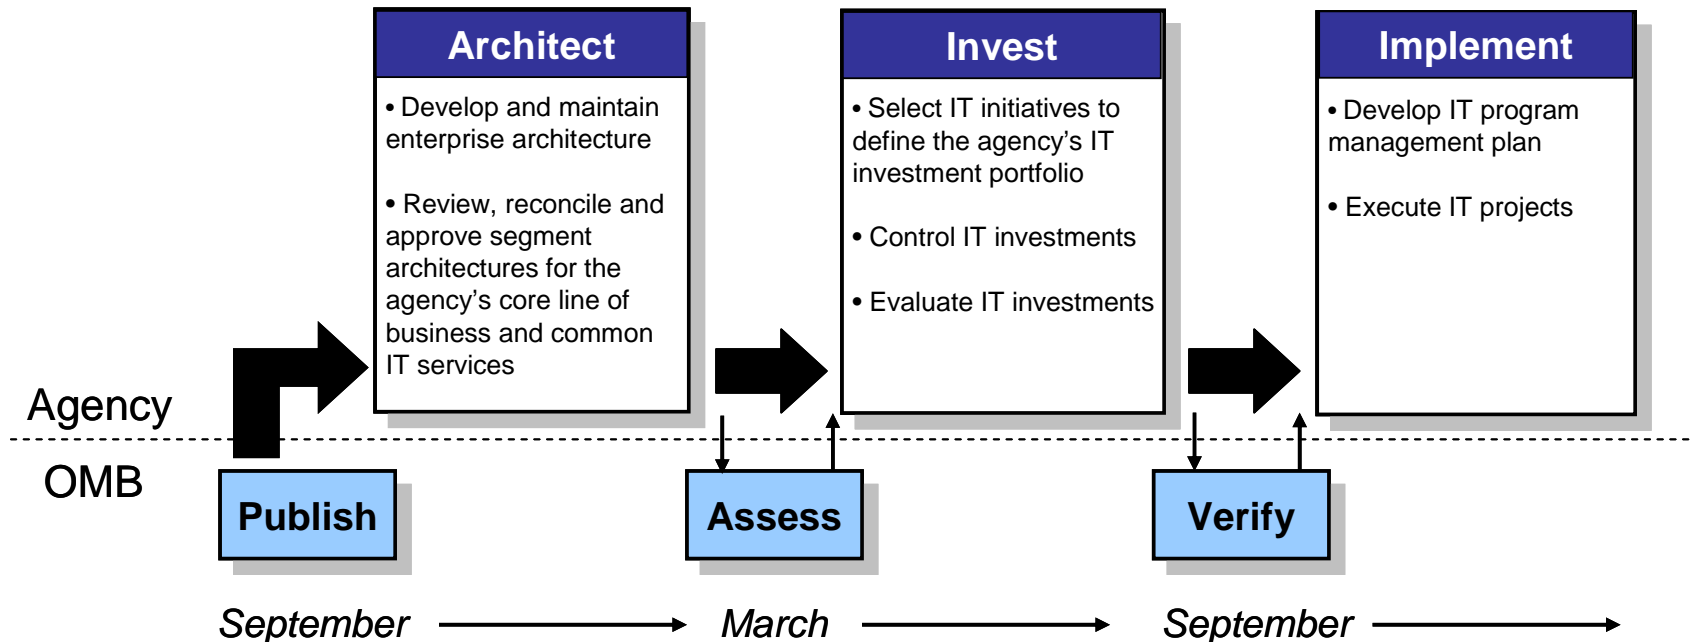 Architect
• Develop and maintain
enterprise architecture
• Review, reconcile and
approve segment
architectures for the
agency’s core line of
business and common
IT services
Invest
• Select IT initiatives to
define the agency’s IT
investment portfolio
• Control IT investments
• Evaluate IT investments
Implement
• Develop IT program
management plan
• Execute IT projects
Agency
OMB
Publish
Assess
Verify
September
March
September